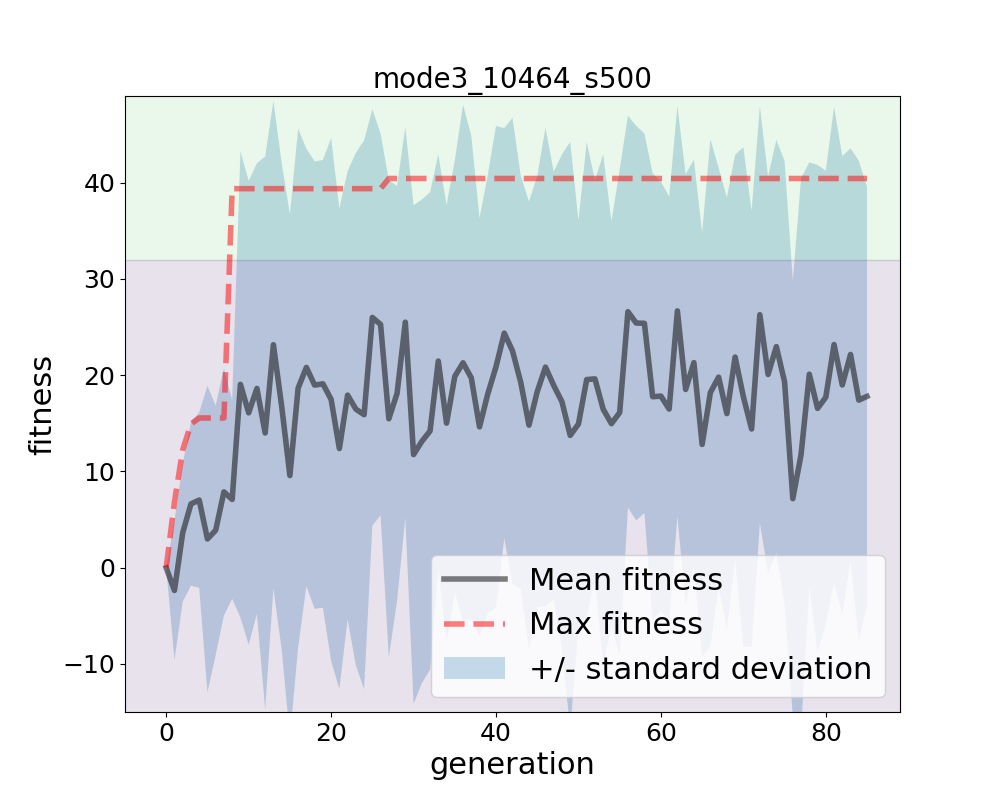 mode3_10464_s500
fitness
40
30
20
10
0
−10
Mean fitness
Max fitness
+/- standard deviation
0 20 40 60 80
generation